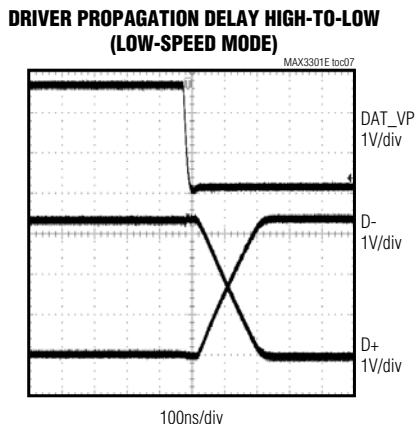 DRIVER PROPAGATION DELAY HIGH-TO-LOW
(LOW-SPEED MODE)
MAX3301E toc07
DAT_VP
1V/div
D-
1V/div
D+
1V/div
100ns/div